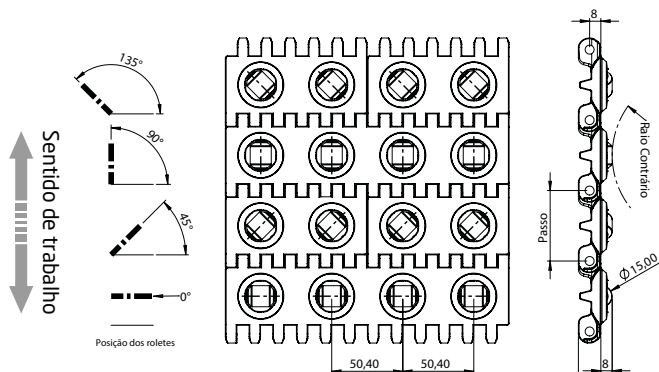 135°
90°
45°
0°
Sentido de trabalho
Posição dos roletes
50,40
50,40
8
Raio Contrário
Passo
Ø 15,00
8